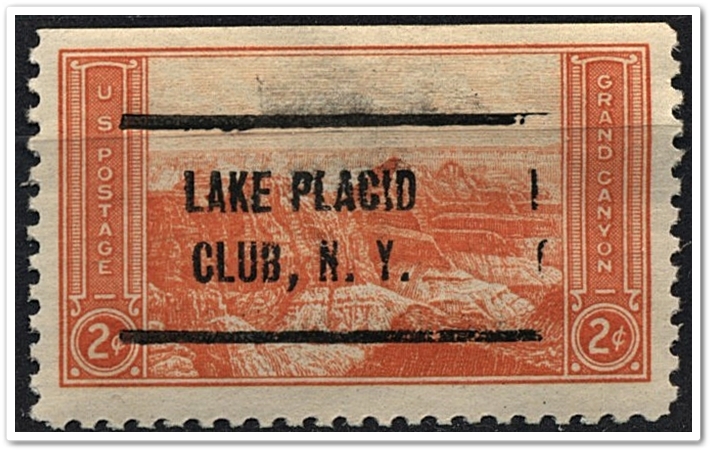 U S POSTAGE
GRAND CANYON
LAKE PLACID
CLUB, N. Y.
2¢
2¢